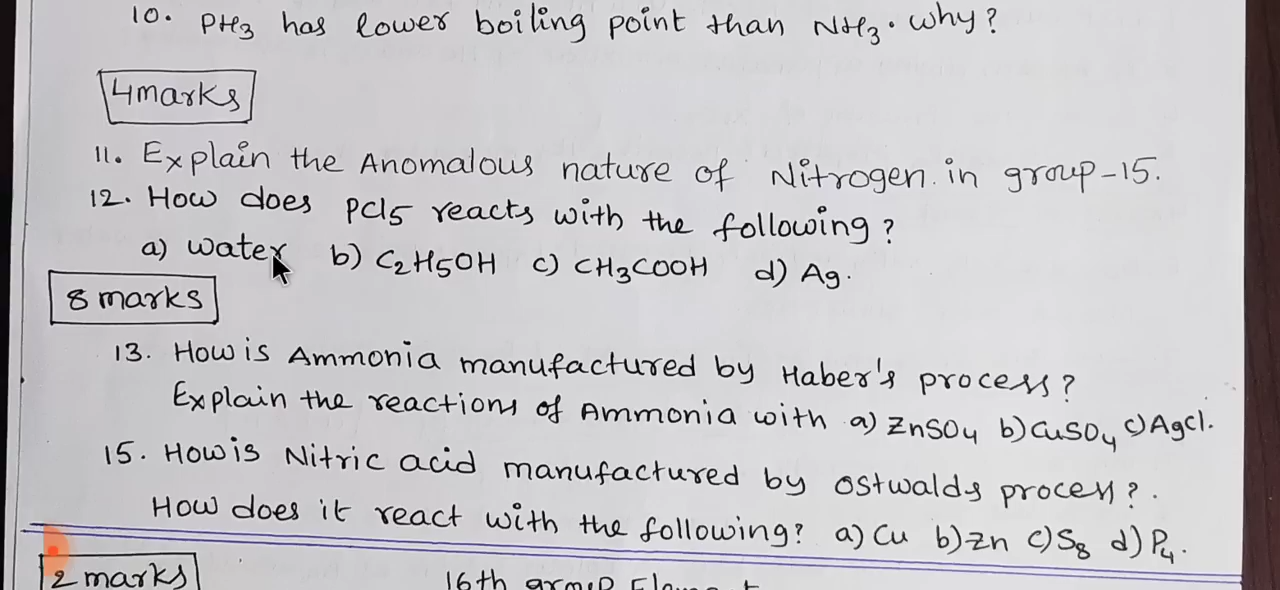 10. PH3 has lower boiling point than NH3. why?
4marks
11. Explain the Anomalous nature of Nitrogen in group-15.
12. How does PCl5 reacts with the following?
a) water b) C2H5OH c) CH3COOH d) Ag.
8 marks
13. How is Ammonia manufactured by Haber's process?
Explain the reactions of Ammonia with a) ZnSO4 b) CuSO4 c) AgCl.
15. How is Nitric acid manufactured by Ostwalds process?.
How does it react with the following? a) Cu b) Zn c) S8 d) P4.
2 marks
16th